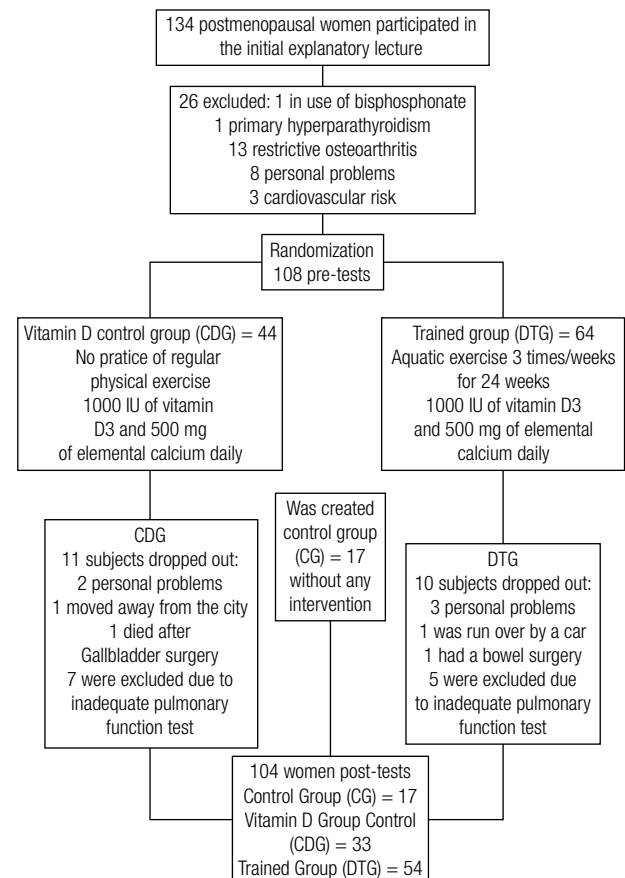 134 postmenopausal women participated in
the initial explanatory lecture
26 excluded: 1 in use of bisphosphonate
1 primary hyperparathyroidism
13 restrictive osteoarthritis
8 personal problems
3 cardiovascular risk
Randomization
108 pre-tests
Vitamin D control group (CDG) = 44
No pratice of regular
physical exercise
1000 IU of vitamin
D3 and 500 mg
of elemental calcium daily
Trained group (DTG) = 64
Aquatic exercise 3 times/weeks
for 24 weeks
1000 IU of vitamin D3
and 500 mg of elemental
calcium daily
CDG
11 subjects dropped out:
2 personal problems
1 moved away from the city
1 died after
Gallbladder surgery
7 were excluded due to
inadequate pulmonary
function test
Was created
control group
(CG) = 17
without any
intervention
DTG
10 subjects dropped out:
3 personal problems
1 was run over by a car
1 had a bowel surgery
5 were excluded due
to inadequate pulmonary
function test
104 women post-tests
Control Group (CG) = 17
Vitamin D Group Control
(CDG) = 33
Trained Group (DTG) = 54